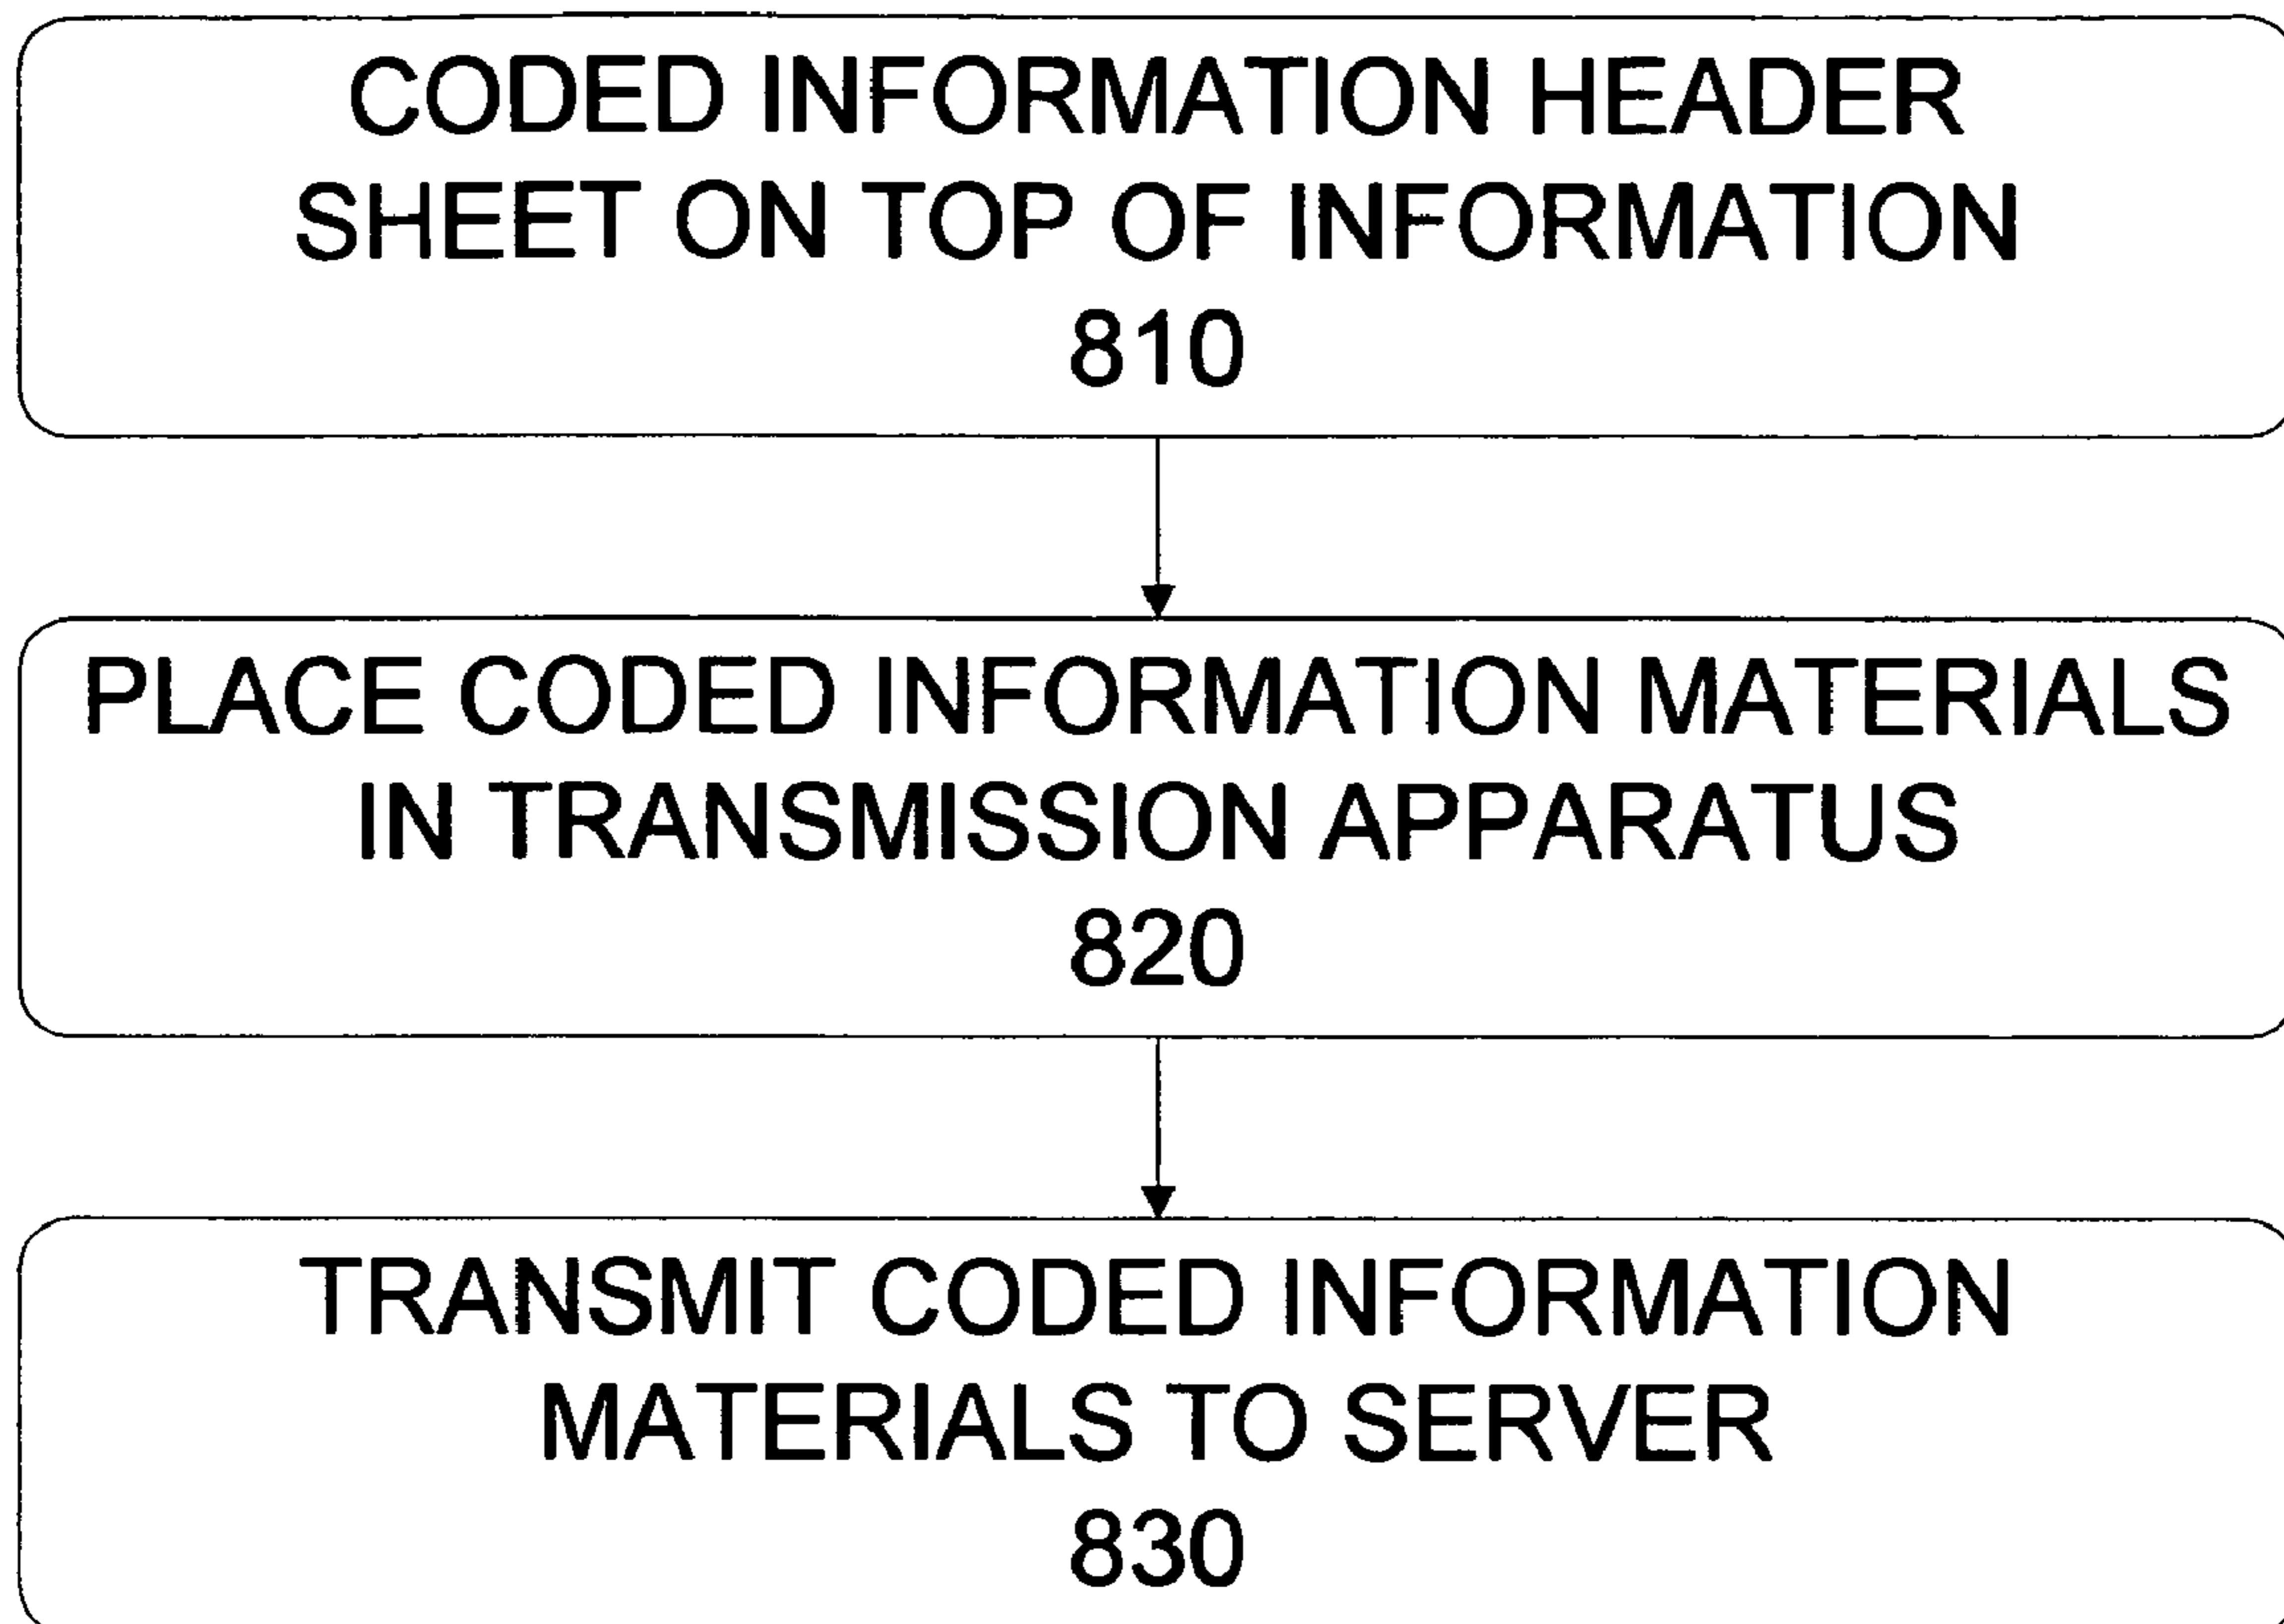 CODED INFORMATION HEADER
SHEET ON TOP OF INFORMATION
810
PLACE CODED INFORMATION MATERIALS
IN TRANSMISSION APPARATUS
820
TRANSMIT CODED INFORMATION
MATERIALS TO SERVER
830